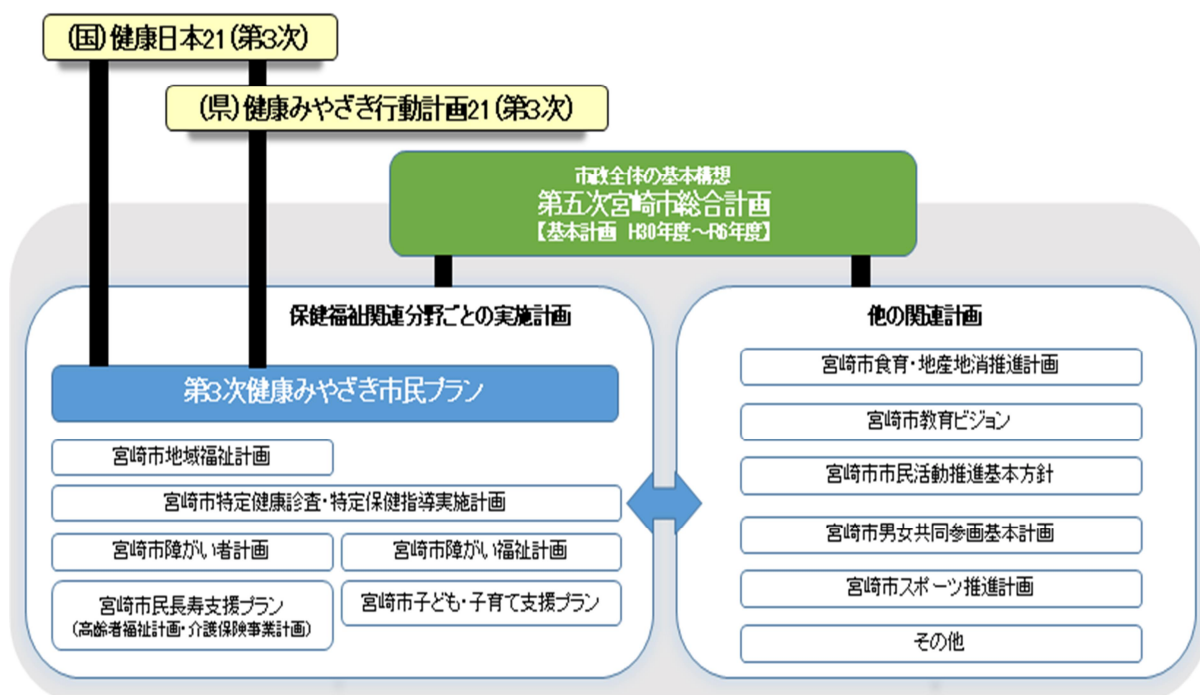 (国)健康日本21(第3次)
(県)健康みやざき行動計画21(第3次)
市政全体の基本構想
第五次宮崎市総合計画
【基本計画 H30年度～R6年度】
保健福祉関連分野ごとの実施計画
第3次健康みやざき市民プラン
宮崎市地域福祉計画
宮崎市特定健康診査・特定保健指導実施計画
宮崎市障がい者計画
宮崎市障がい福祉計画
宮崎市民長寿支援プラン
(高齢者福祉計画・介護保険事業計画)
宮崎市子ども・子育て支援プラン
他の関連計画
宮崎市食育・地産地消推進計画
宮崎市教育ビジョン
宮崎市市民活動推進基本方針
宮崎市男女共同参画基本計画
宮崎市スポーツ推進計画
その他